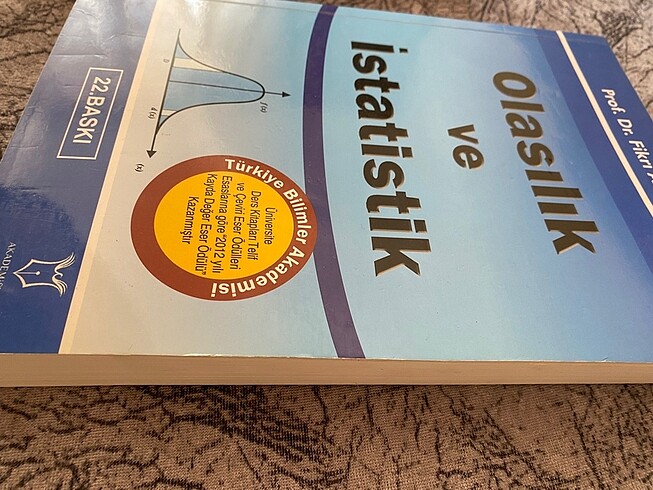 Prof. Dr. Fikri
Olasılık
ve
istatistik
f(x)
(x)
Türkiye Bilimler Akademisi
Üniversite
Ders Kitapları Telif
ve Çeviri Eser Ödülleri
Esaslarına göre "2012 yılı
Kayda Değer Eser Ödülü"
Kazanmıştır
22.BASKI